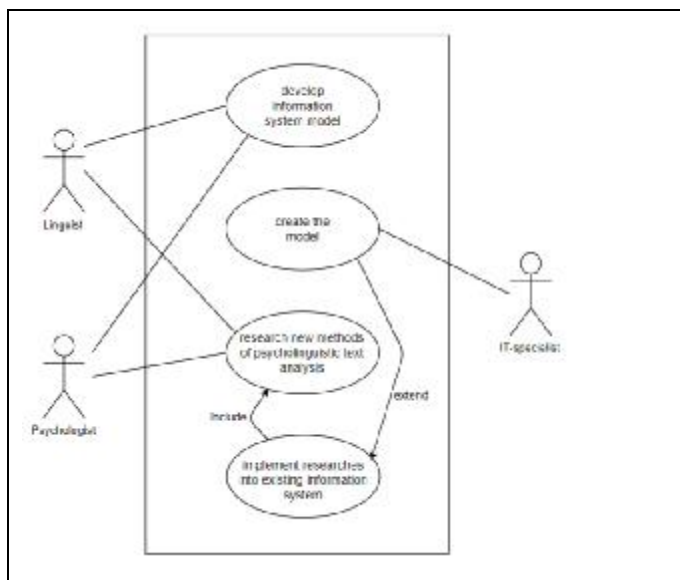 develop
information
system model
Linguist
create the
model
IT-specialist
research new methods
of psycholinguistic text
analysis
Psychologist
include
extend
implement researches
into existing information
system